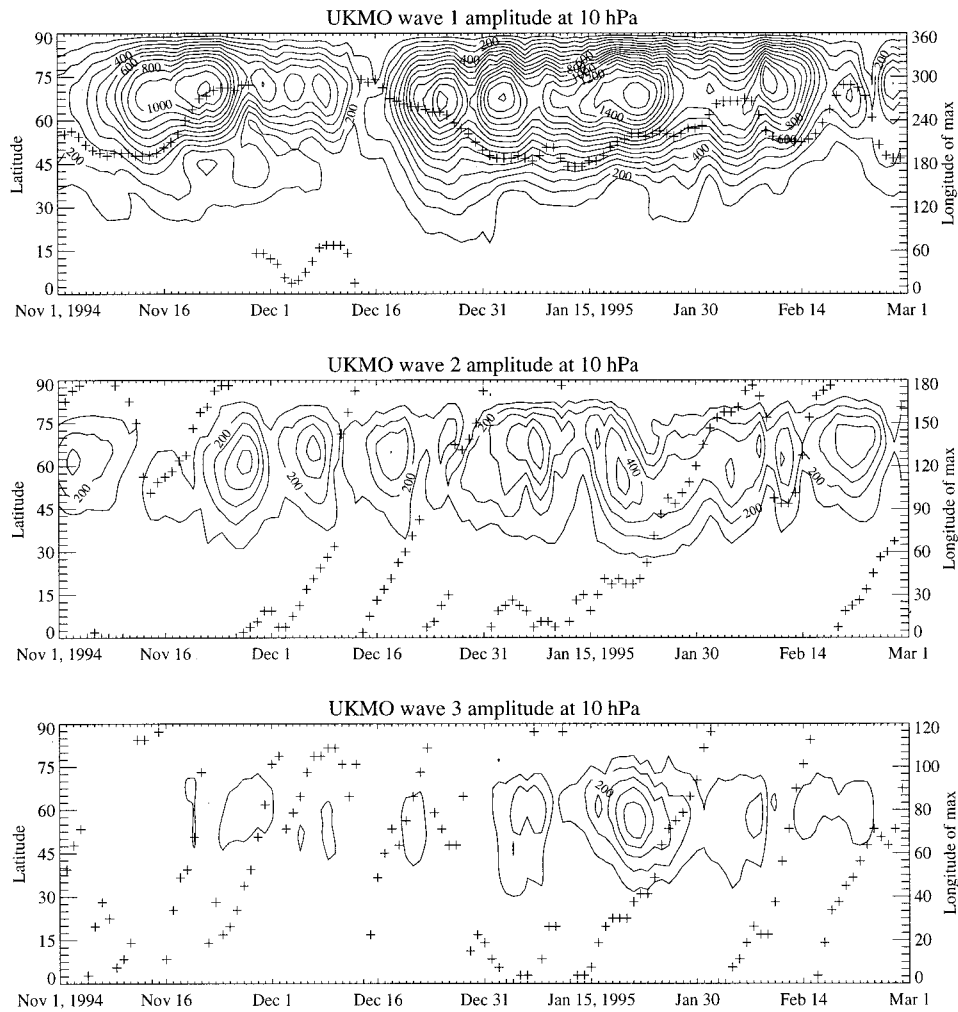 UKMO wave 1 amplitude at 10 hPa
90
75
60
45
30
15
0
Latitude
360
300
240
180
120
60
0
Longitude of max
200
400
600
800
1000
200
200
200
400
800
1400
400
200
800
600
200
Nov 1, 1994
Nov 16
Dec 1
Dec 16
Dec 31
Jan 15, 1995
Jan 30
Feb 14
Mar 1
UKMO wave 2 amplitude at 10 hPa
90
75
60
45
30
15
0
Latitude
180
150
120
90
60
30
0
Longitude of max
200
200
200
200
200
400
200
200
Nov 1, 1994
Nov 16
Dec 1
Dec 16
Dec 31
Jan 15, 1995
Jan 30
Feb 14
Mar 1
UKMO wave 3 amplitude at 10 hPa
90
75
60
45
30
15
0
Latitude
120
100
80
60
40
20
0
Longitude of max
200
Nov 1, 1994
Nov 16
Dec 1
Dec 16
Dec 31
Jan 15, 1995
Jan 30
Feb 14
Mar 1